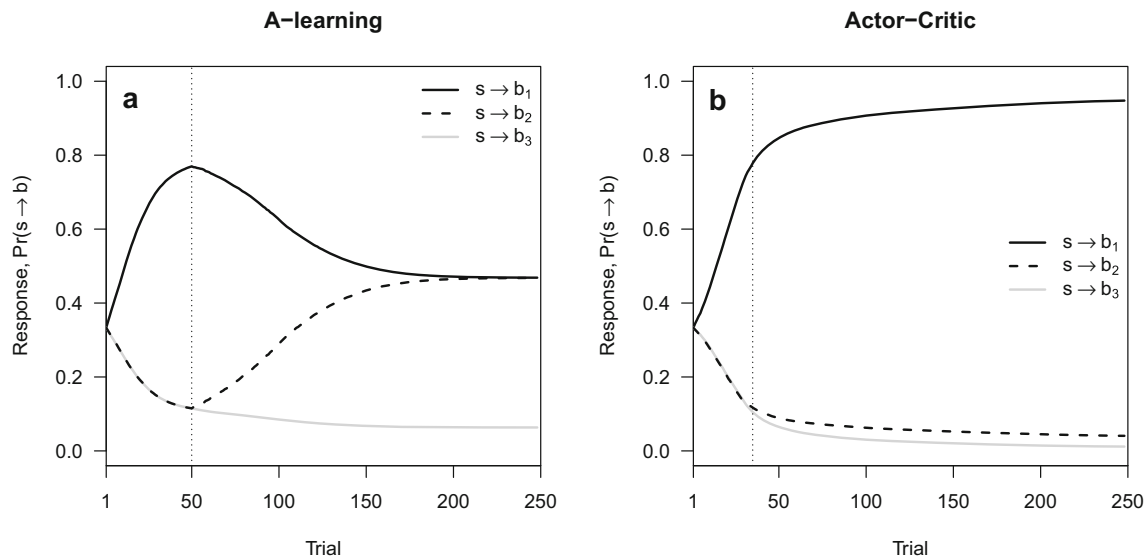 A−learning
a
s → b1
s → b2
s → b3
Response, Pr(s → b)
1.0
0.8
0.6
0.4
0.2
0.0
1
50
100
150
200
250
Trial
Actor−Critic
b
s → b1
s → b2
s → b3
Response, Pr(s → b)
1.0
0.8
0.6
0.4
0.2
0.0
1
50
100
150
200
250
Trial